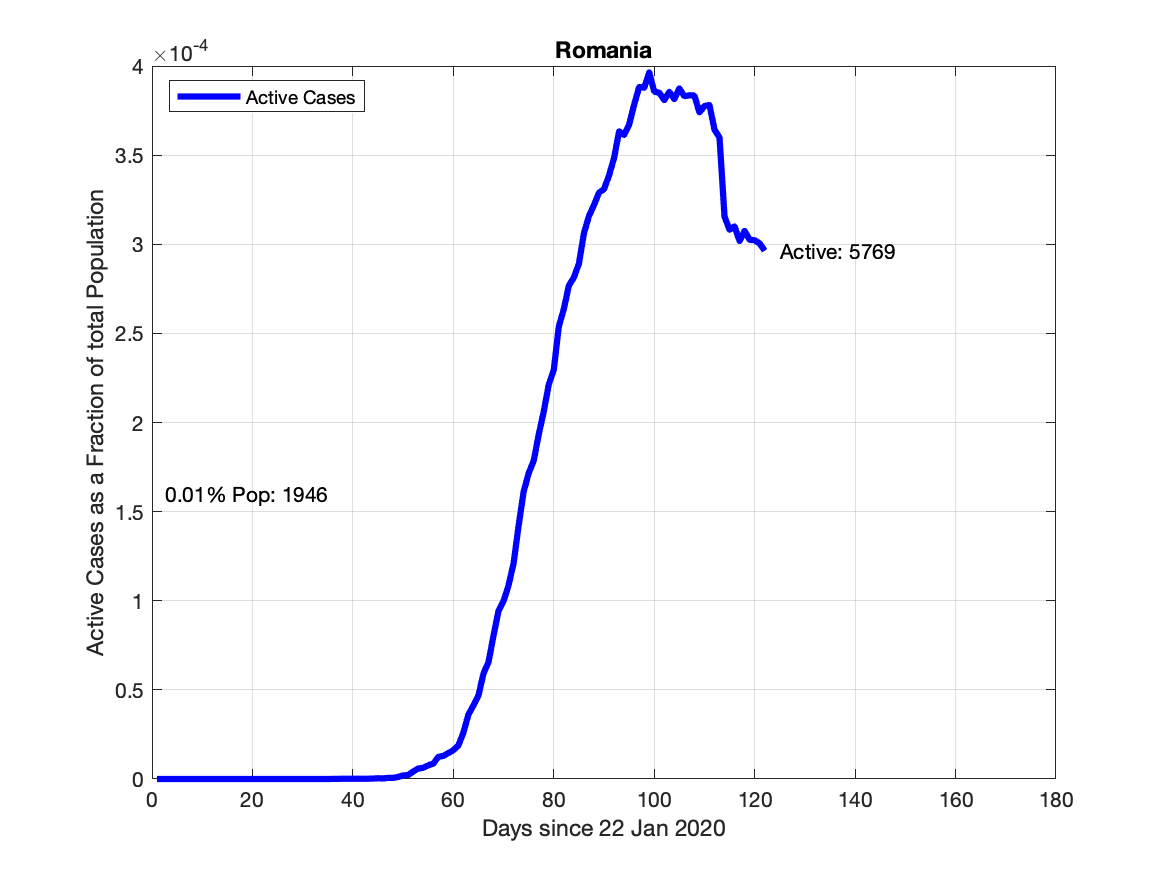 Romania
×10-4
4
3.5
3
2.5
2
1.5
1
0.5
0
Active Cases
Active: 5769
0.01% Pop: 1946
Active Cases as a Fraction of total Population
0 20 40 60 80 100 120 140 160 180
Days since 22 Jan 2020